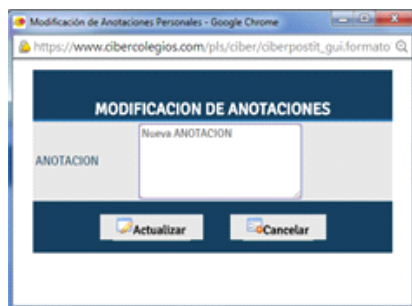 Modificación de Anotaciones Personales - Google Chrome
https://www.cibercolegios.com/pls/ciber/ciberpostit_gui.formato
MODIFICACION DE ANOTACIONES
Nueva ANOTACION
ANOTACION
Actualizar Cancelar